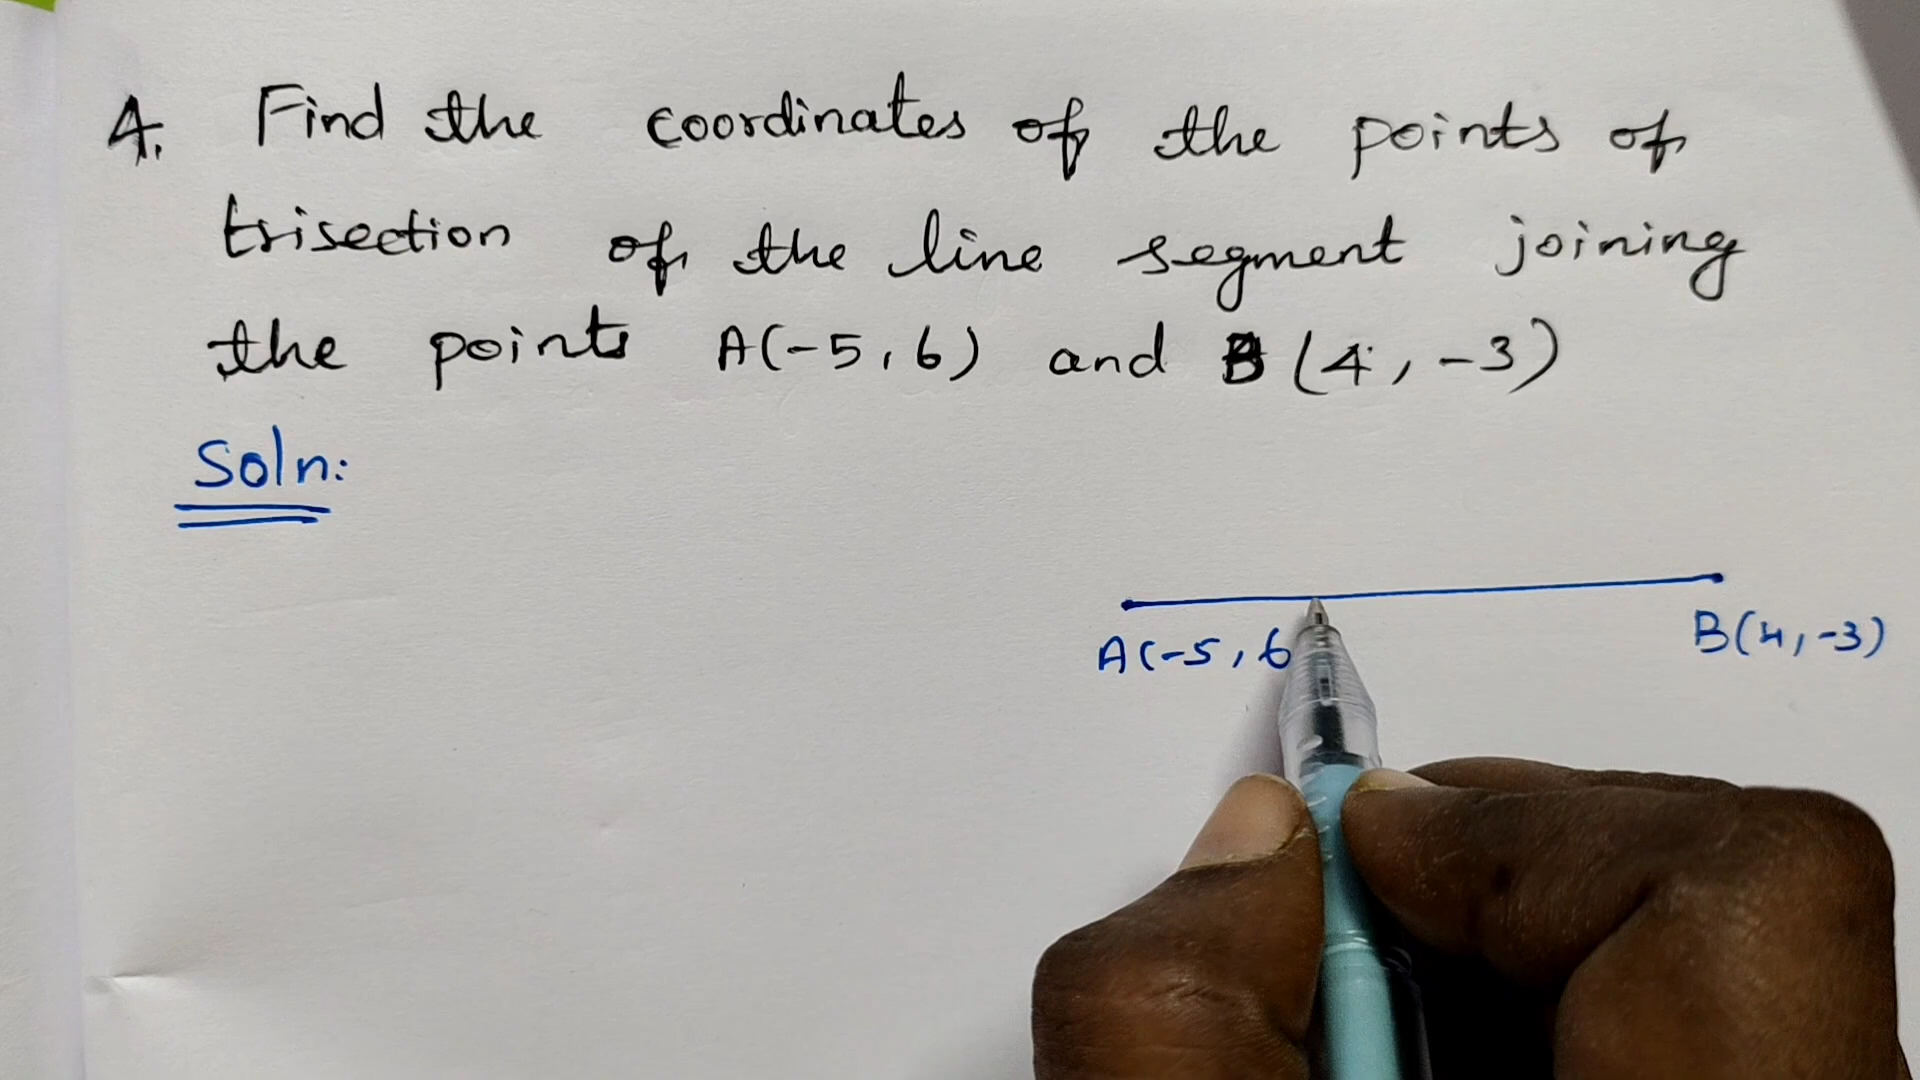 4. Find the coordinates of the points of
trisection of the line segment joining
the points A(-5,6) and B(4,-3)
Soln:
A(-5,6
B(4,-3)